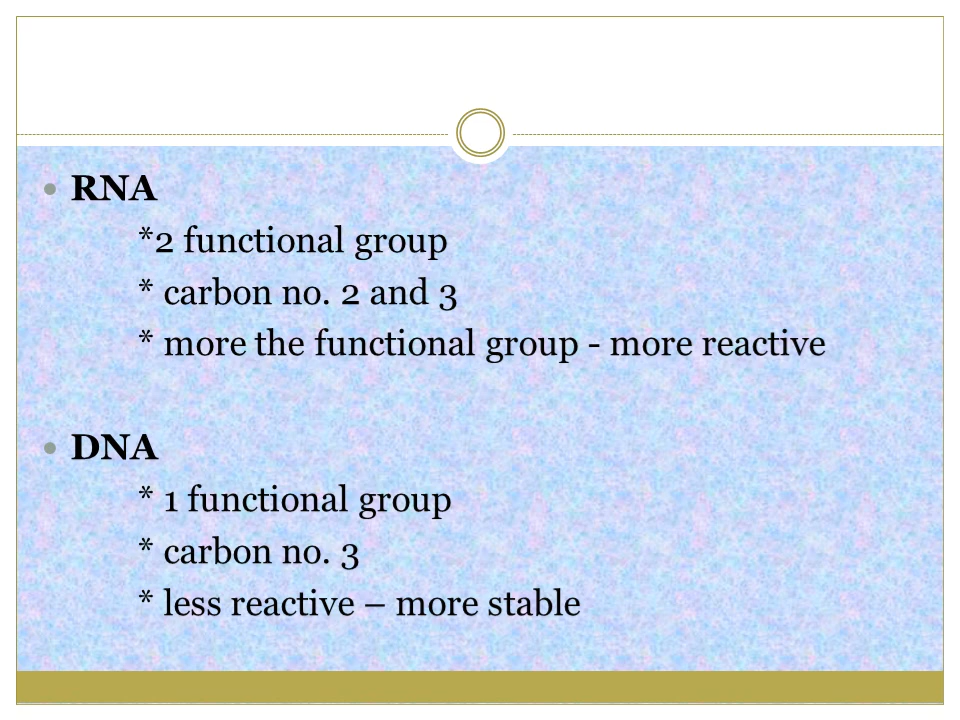 • RNA
*2 functional group
* carbon no. 2 and 3
* more the functional group - more reactive
• DNA
* 1 functional group
* carbon no. 3
* less reactive – more stable